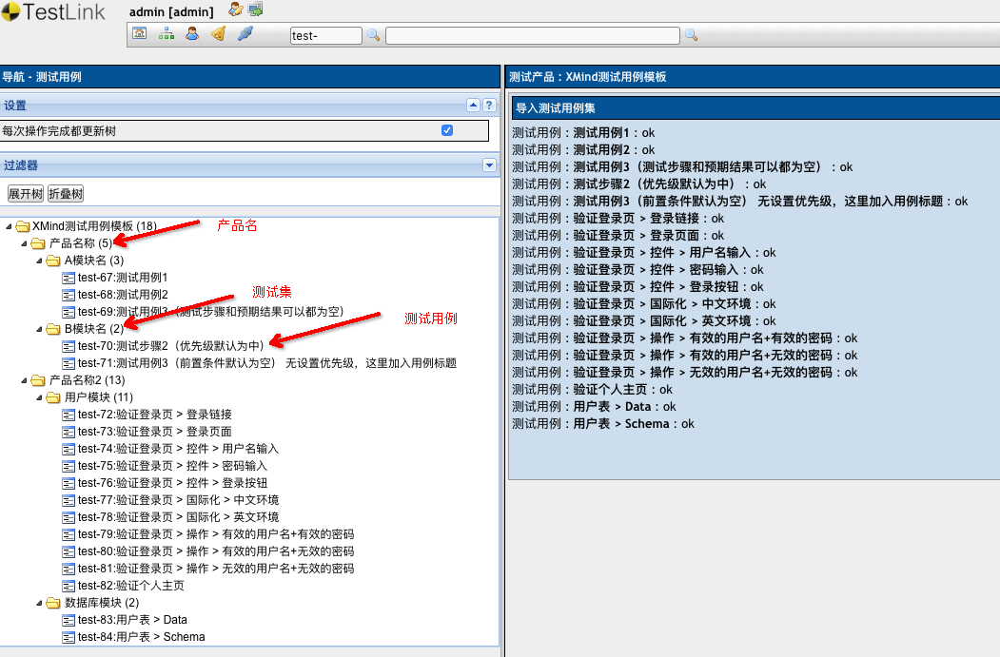 TestLink
admin [admin]
test-
导航 - 测试用例
设置
每次操作完成都更新树
过滤器
展开树 折叠树
XMind测试用例模板 (18)
产品名
产品名称 (5)
A模块名 (3)
test-67:测试用例1
test-68:测试用例2
测试集
test-69:测试用例3（测试步骤和预期结果可以都为空）
测试用例
B模块名 (2)
test-70:测试步骤2（优先级默认为中）
test-71:测试用例3（前置条件默认为空） 无设置优先级，这里加入用例标题
产品名称2 (13)
用户模块 (11)
test-72:验证登录页 > 登录链接
test-73:验证登录页 > 登录页面
test-74:验证登录页 > 控件 > 用户名输入
test-75:验证登录页 > 控件 > 密码输入
test-76:验证登录页 > 控件 > 登录按钮
test-77:验证登录页 > 国际化 > 中文环境
test-78:验证登录页 > 国际化 > 英文环境
test-79:验证登录页 > 操作 > 有效的用户名+有效的密码
test-80:验证登录页 > 操作 > 有效的用户名+无效的密码
test-81:验证登录页 > 操作 > 无效的用户名+无效的密码
test-82:验证个人主页
数据库模块 (2)
test-83:用户表 > Data
test-84:用户表 > Schema
测试产品：XMind测试用例模板
导入测试用例集
测试用例：测试用例1：ok
测试用例：测试用例2：ok
测试用例：测试用例3（测试步骤和预期结果可以都为空）：ok
测试用例：测试步骤2（优先级默认为中）：ok
测试用例：测试用例3（前置条件默认为空） 无设置优先级，这里加入用例标题：ok
测试用例：验证登录页 > 登录链接：ok
测试用例：验证登录页 > 登录页面：ok
测试用例：验证登录页 > 控件 > 用户名输入：ok
测试用例：验证登录页 > 控件 > 密码输入：ok
测试用例：验证登录页 > 控件 > 登录按钮：ok
测试用例：验证登录页 > 国际化 > 中文环境：ok
测试用例：验证登录页 > 国际化 > 英文环境：ok
测试用例：验证登录页 > 操作 > 有效的用户名+有效的密码：ok
测试用例：验证登录页 > 操作 > 有效的用户名+无效的密码：ok
测试用例：验证登录页 > 操作 > 无效的用户名+无效的密码：ok
测试用例：验证个人主页：ok
测试用例：用户表 > Data：ok
测试用例：用户表 > Schema：ok